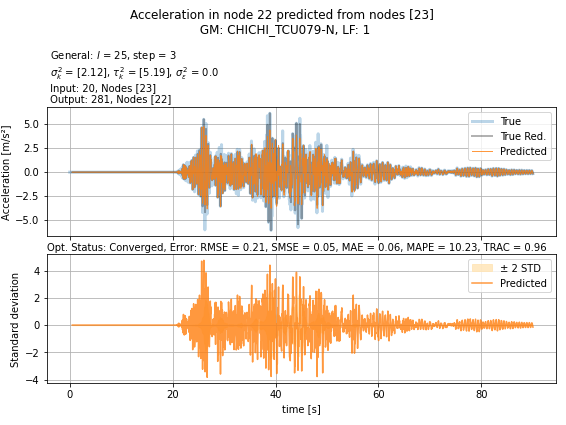 Acceleration in node 22 predicted from nodes [23]
GM: CHICHI_TCU079-N, LF: 1
General: l = 25, step = 3
σ²ₖ = [2.12], τ²ₖ = [5.19], σ²ε = 0.0
Input: 20, Nodes [23]
Output: 281, Nodes [22]
Acceleration [m/s²]
5.0
2.5
0.0
−2.5
−5.0
True
True Red.
Predicted
Opt. Status: Converged, Error: RMSE = 0.21, SMSE = 0.05, MAE = 0.06, MAPE = 10.23, TRAC = 0.96
Standard deviation
4
2
0
−2
−4
± 2 STD
Predicted
0 20 40 60 80
time [s]